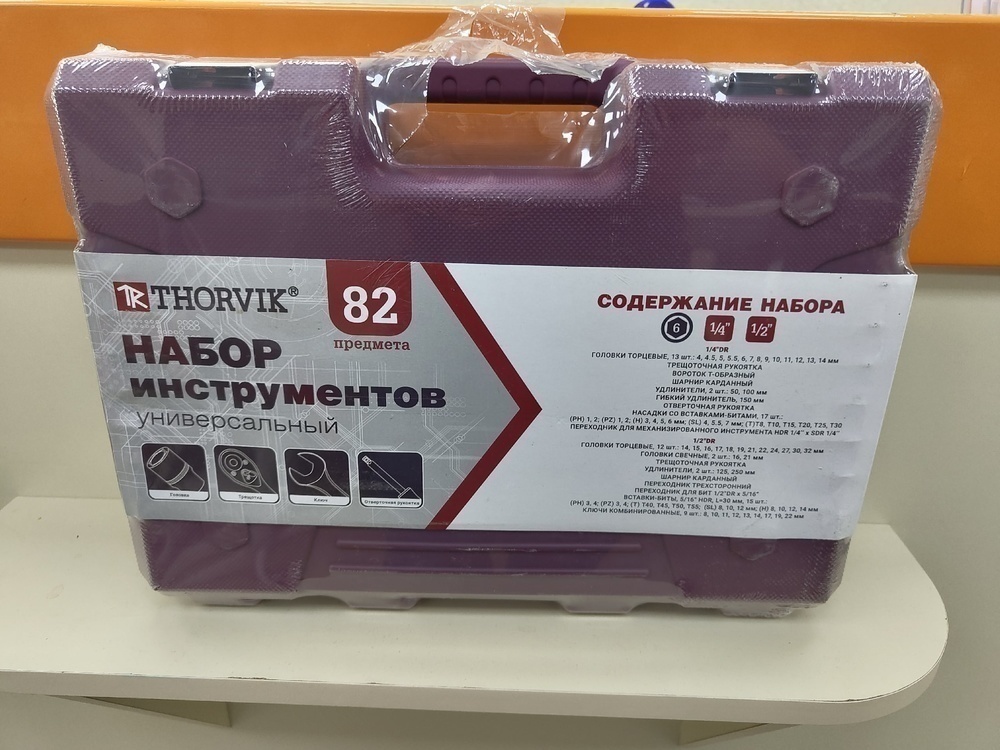 THORVIK®
82
предмета
НАБОР
инструментов
универсальный
Головка
Трещотка
Ключ
Отверточная рукоятка
СОДЕРЖАНИЕ НАБОРА
6 1/4" 1/2"
1/4"DR
ГОЛОВКИ ТОРЦЕВЫЕ, 13 шт.: 4, 4.5, 5, 5.5, 6, 7, 8, 9, 10, 11, 12, 13, 14 мм
ТРЕЩОТОЧНАЯ РУКОЯТКА
ВОРОТОК Т-ОБРАЗНЫЙ
ШАРНИР КАРДАННЫЙ
УДЛИНИТЕЛИ, 2 шт.: 50, 100 мм
ГИБКИЙ УДЛИНИТЕЛЬ, 150 мм
ОТВЕРТОЧНАЯ РУКОЯТКА
НАСАДКИ СО ВСТАВКАМИ-БИТАМИ, 17 шт.:
(PH) 1, 2; (PZ) 1, 2; (H) 3, 4, 5, 6 мм; (SL) 4, 5.5, 7 мм; (T)T8, T10, T15, T20, T25, T30
ПЕРЕХОДНИК ДЛЯ МЕХАНИЗИРОВАННОГО ИНСТРУМЕНТА HDR 1/4" x SDR 1/4"
1/2"DR
ГОЛОВКИ ТОРЦЕВЫЕ, 12 шт.: 14, 15, 16, 17, 18, 19, 21, 22, 24, 27, 30, 32 мм
ГОЛОВКИ СВЕЧНЫЕ, 2 шт.: 16, 21 мм
ТРЕЩОТОЧНАЯ РУКОЯТКА
УДЛИНИТЕЛИ, 2 шт.: 125, 250 мм
ШАРНИР КАРДАННЫЙ
ПЕРЕХОДНИК ТРЕХСТОРОННИЙ
ПЕРЕХОДНИК ДЛЯ БИТ 1/2"DR x 5/16"
ВСТАВКИ-БИТЫ, 5/16" HDR, L=30 мм, 15 шт.:
(PH) 3, 4; (PZ) 3, 4; (T) T40, T45, T50, T55; (SL) 8, 10, 12 мм; (H) 8, 10, 12, 14 мм
КЛЮЧИ КОМБИНИРОВАННЫЕ, 9 шт.: 8, 10, 11, 12, 13, 14, 17, 19, 22 мм